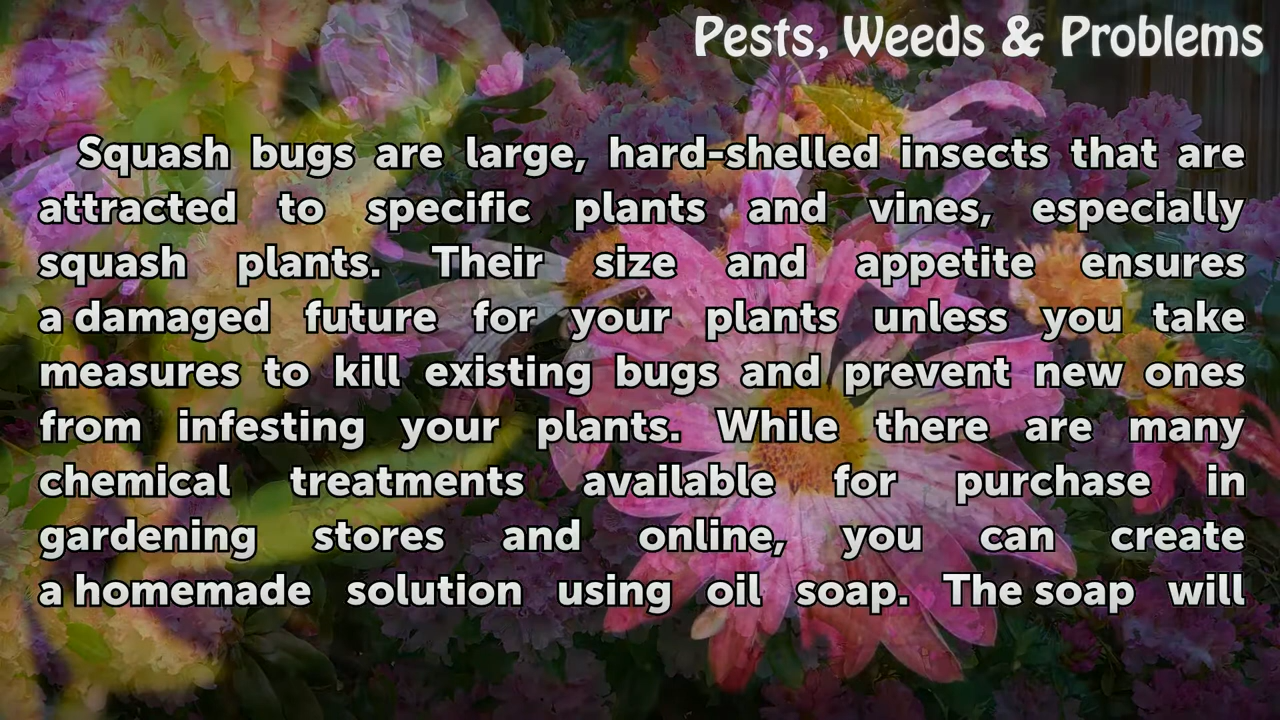 Pests, Weeds & Problems
Squash bugs are large, hard-shelled insects that are
attracted to specific plants and vines, especially
squash plants. Their size and appetite ensures
a damaged future for your plants unless you take
measures to kill existing bugs and prevent new ones
from infesting your plants. While there are many
chemical treatments available for purchase in
gardening stores and online, you can create
a homemade solution using oil soap. The soap will